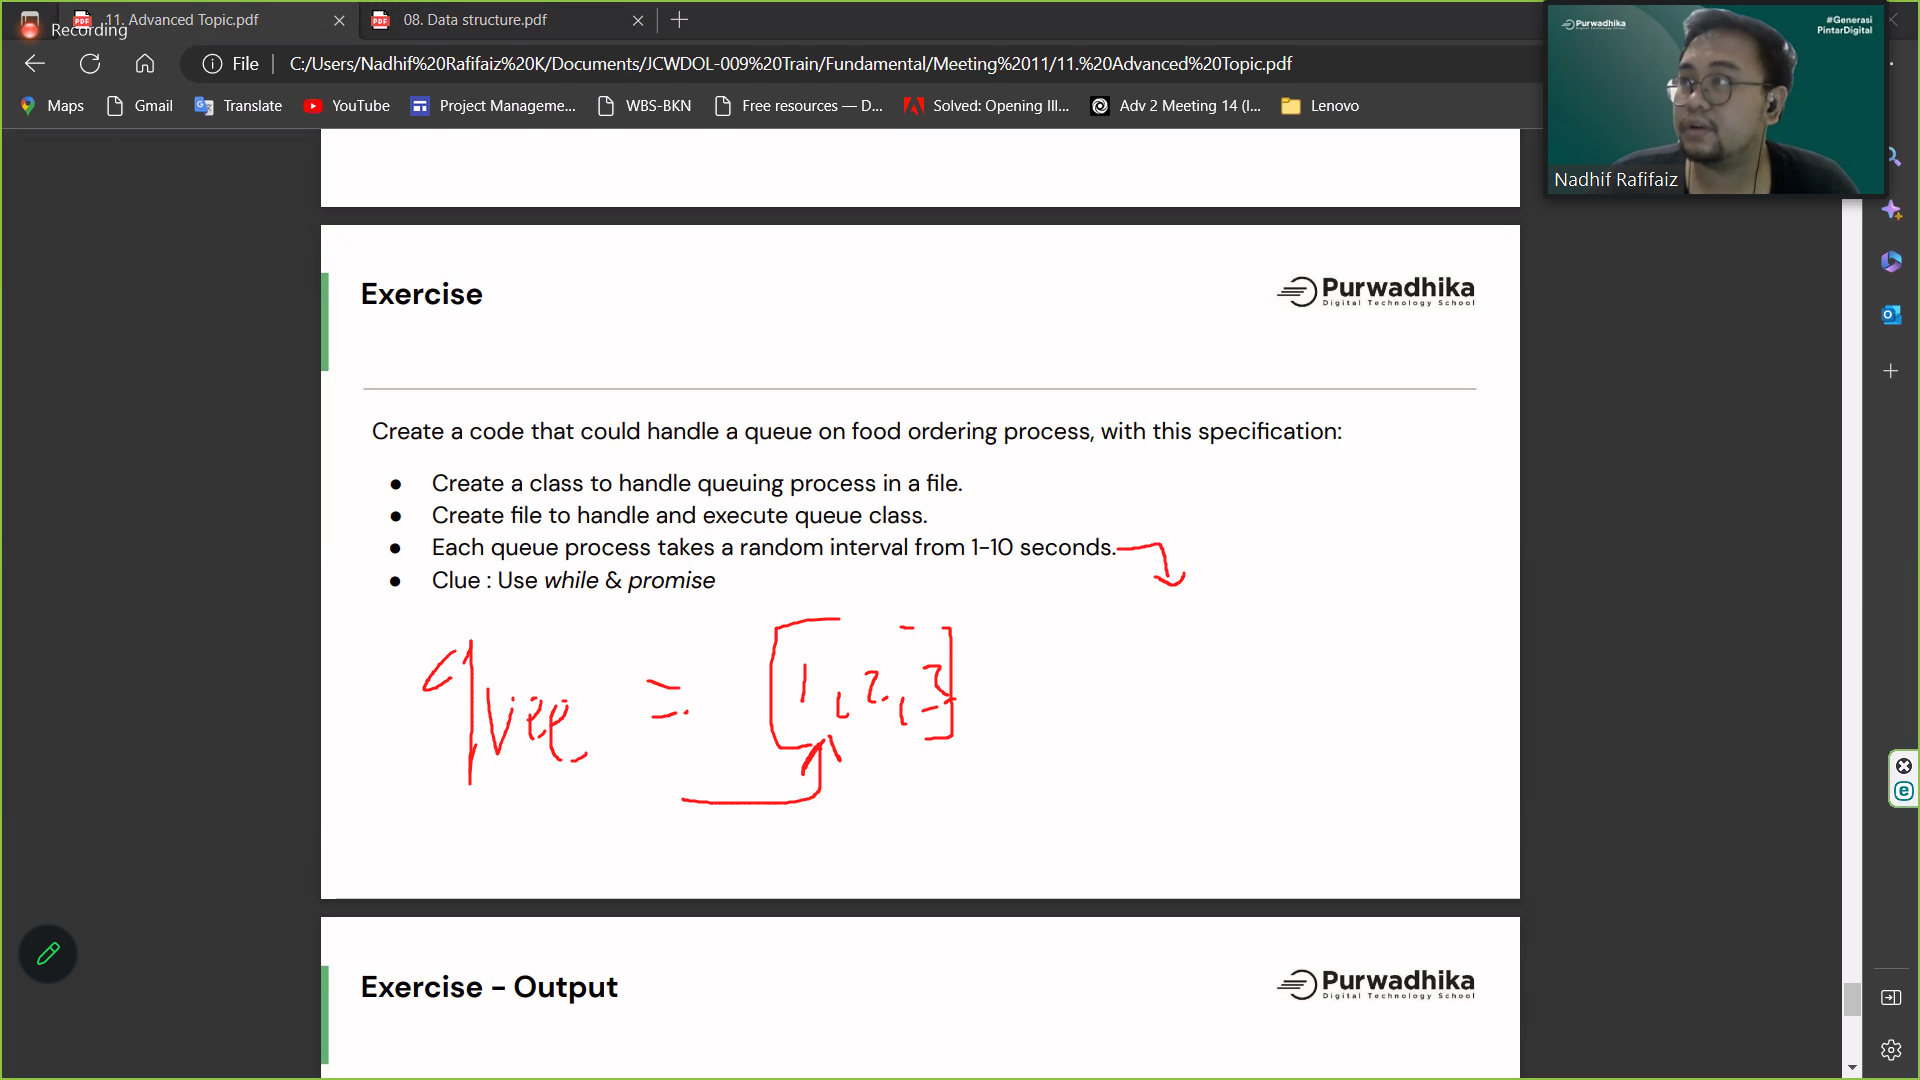 11. Advanced Topic.pdf
08. Data structure.pdf
Recording
File
C:/Users/Nadhif%20Rafifaiz%20K/Documents/JCWDOL-009%20Train/Fundamental/Meeting%2011/11.%20Advanced%20Topic.pdf
Maps
Gmail
Translate
YouTube
Project Manageme...
WBS-BKN
Free resources — D...
Solved: Opening Ill...
Adv 2 Meeting 14 (I...
Lenovo
Purwadhika
#Generasi
PintarDigital
Nadhif Rafifaiz
Exercise
Purwadhika
Digital Technology School
Create a code that could handle a queue on food ordering process, with this specification:
● Create a class to handle queuing process in a file.
● Create file to handle and execute queue class.
● Each queue process takes a random interval from 1-10 seconds.
● Clue : Use while & promise
quee = [1, 2, 3]
Exercise - Output
Purwadhika
Digital Technology School